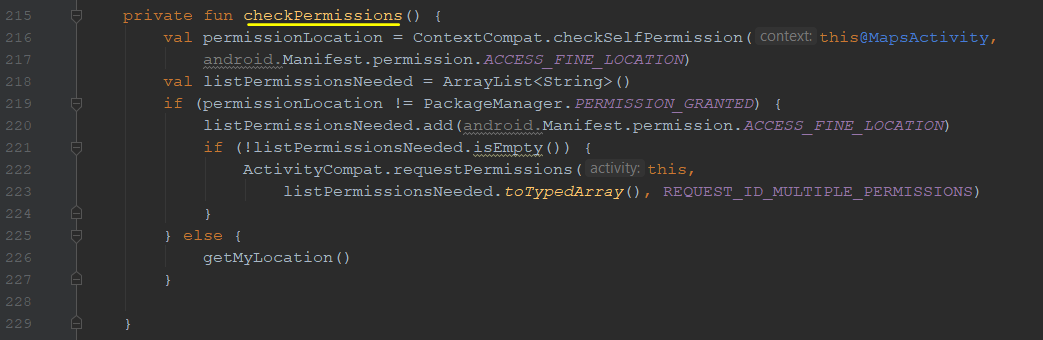 215 private fun checkPermissions() {
216 val permissionLocation = ContextCompat.checkSelfPermission( context: this@MapsActivity,
217 android.Manifest.permission.ACCESS_FINE_LOCATION)
218 val listPermissionsNeeded = ArrayList<String>()
219 if (permissionLocation != PackageManager.PERMISSION_GRANTED) {
220 listPermissionsNeeded.add(android.Manifest.permission.ACCESS_FINE_LOCATION)
221 if (!listPermissionsNeeded.isEmpty()) {
222 ActivityCompat.requestPermissions( activity: this,
223 listPermissionsNeeded.toTypedArray(), REQUEST_ID_MULTIPLE_PERMISSIONS)
224 }
225 } else {
226 getMyLocation()
227 }
228
229 }